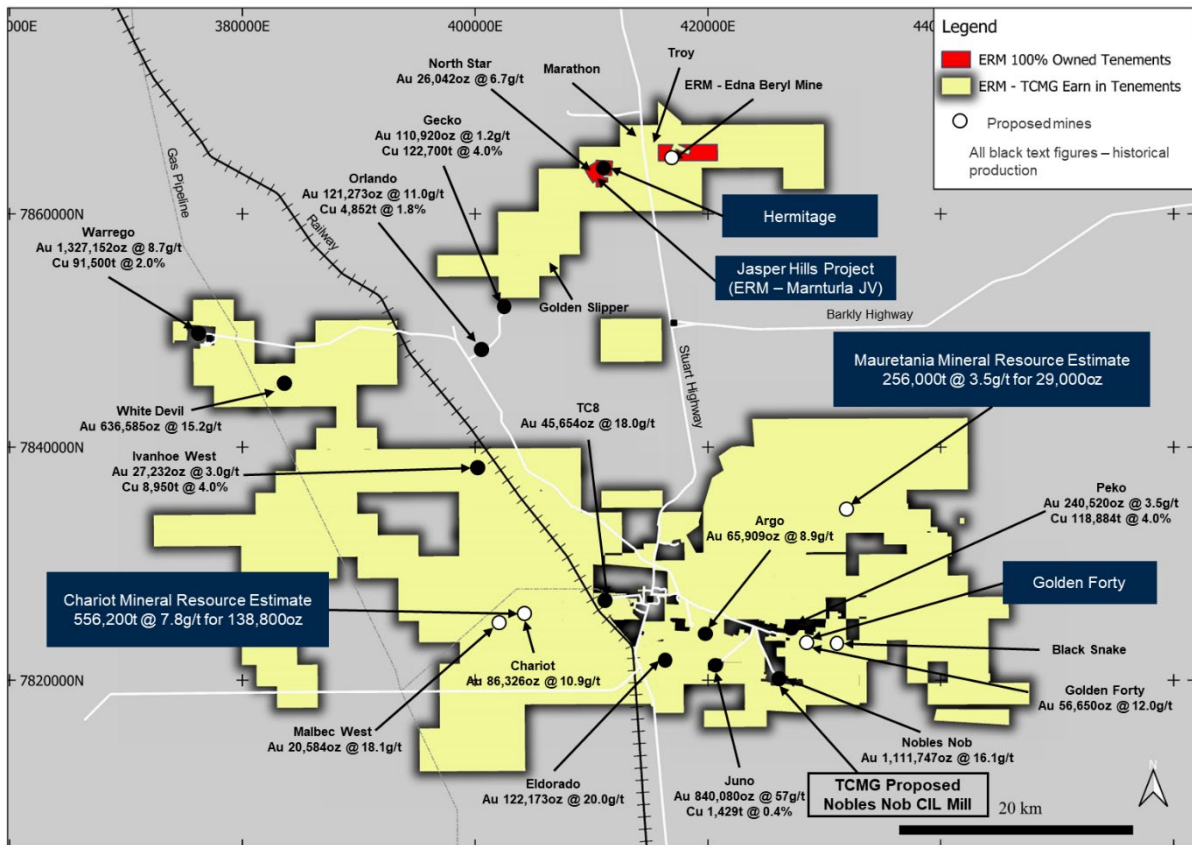 000E
380000E
400000E
420000E
440
Legend
ERM 100% Owned Tenements
ERM - TCMG Earn in Tenements
Proposed mines
All black text figures – historical
production
North Star
Au 26,042oz @ 6.7g/t
Marathon
Troy
ERM - Edna Beryl Mine
Gecko
Au 110,920oz @ 1.2g/t
Cu 122,700t @ 4.0%
Orlando
Au 121,273oz @ 11.0g/t
Cu 4,852t @ 1.8%
Gas Pipeline
Railway
7860000N
Hermitage
Warrego
Au 1,327,152oz @ 8.7g/t
Cu 91,500t @ 2.0%
Jasper Hills Project
(ERM – Marnturla JV)
Golden Slipper
Barkly Highway
Stuart Highway
Mauretania Mineral Resource Estimate
256,000t @ 3.5g/t for 29,000oz
White Devil
Au 636,585oz @ 15.2g/t
TC8
Au 45,654oz @ 18.0g/t
7840000N
Ivanhoe West
Au 27,232oz @ 3.0g/t
Cu 8,950t @ 4.0%
Peko
Au 240,520oz @ 3.5g/t
Cu 118,884t @ 4.0%
Argo
Au 65,909oz @ 8.9g/t
Chariot Mineral Resource Estimate
556,200t @ 7.8g/t for 138,800oz
Golden Forty
Black Snake
Chariot
Au 86,326oz @ 10.9g/t
7820000N
Golden Forty
Au 56,650oz @ 12.0g/t
Malbec West
Au 20,584oz @ 18.1g/t
Nobles Nob
Au 1,111,747oz @ 16.1g/t
Eldorado
Au 122,173oz @ 20.0g/t
Juno
Au 840,080oz @ 57g/t
Cu 1,429t @ 0.4%
TCMG Proposed
Nobles Nob CIL Mill
N
20 km